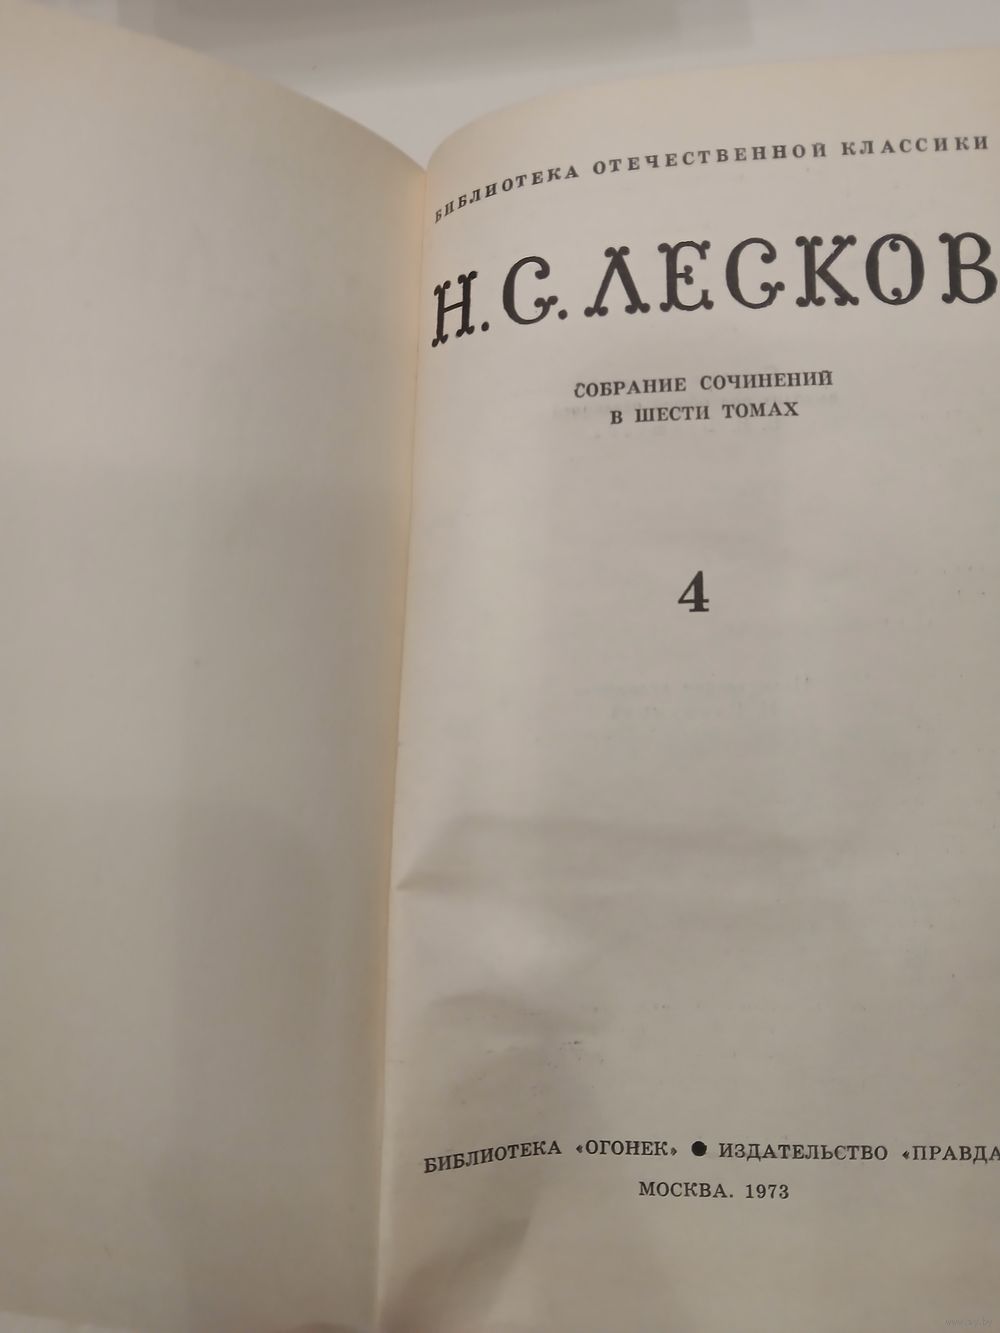 БИБЛИОТЕКА ОТЕЧЕСТВЕННОЙ КЛАССИКИ
Н.С.ЛЕСКОВ
СОБРАНИЕ СОЧИНЕНИЙ
В ШЕСТИ ТОМАХ
4
БИБЛИОТЕКА «ОГОНЕК» ● ИЗДАТЕЛЬСТВО «ПРАВДА
МОСКВА. 1973